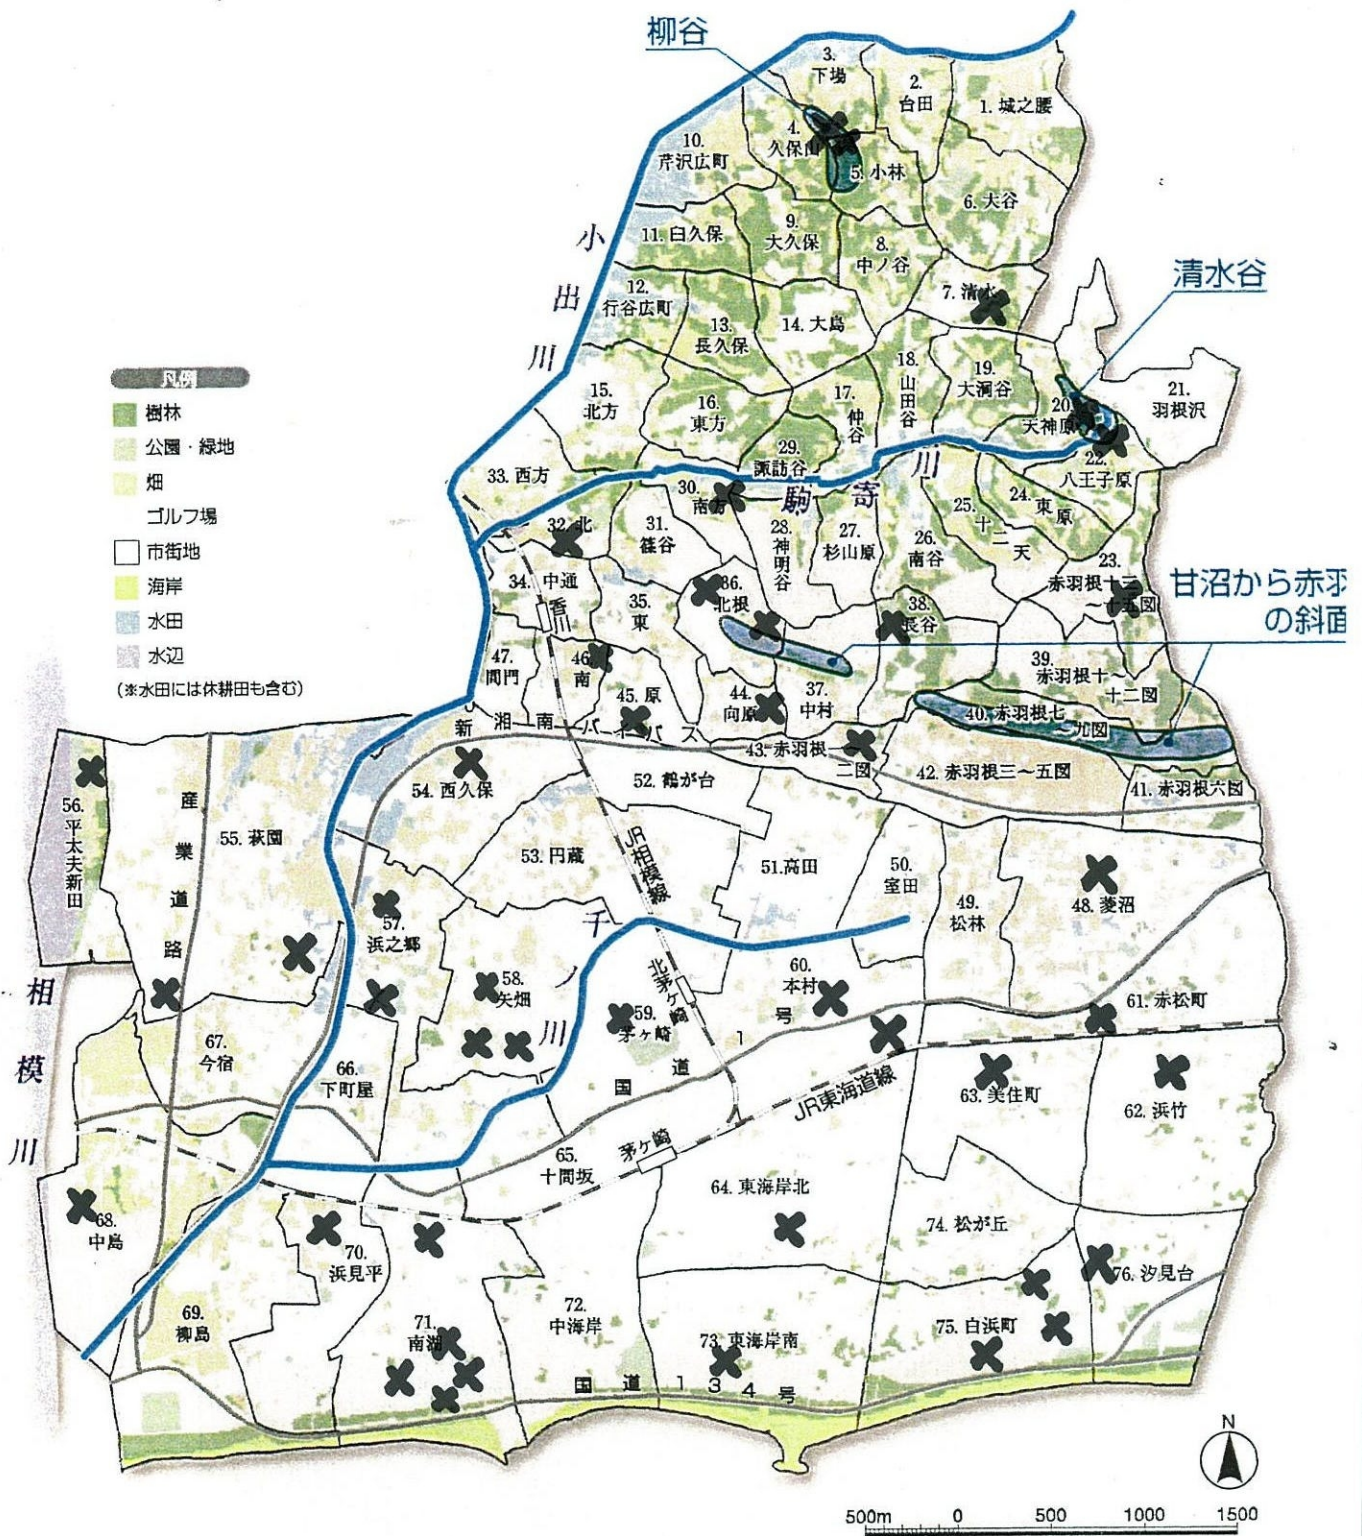 柳谷
3.
下場
2.
台田
1. 城之腰
10.
芹沢広町
4.
久保山
5. 小林
6. 大谷
11. 臼久保
9.
大久保
8.
中ノ谷
7. 清水
清水谷
小出川
12.
行谷広町
13.
長久保
14. 大島
18.
山田谷
19.
大洞谷
20.
天神原
21.
羽根沢
凡例
樹林
公園・緑地
畑
ゴルフ場
市街地
海岸
水田
水辺
(※水田には休耕田も含む)
15.
北方
16.
東方
17.
仲谷
29.
諏訪谷
22.
八王子原
33. 西方
駒寄川
30.
南方
32. 北
31.
篠谷
28.
神明谷
27.
杉山原
26.
南谷
25.
十二天
24.
東原
23.
赤羽根十三
〜十五図
甘沼から赤羽
の斜面
34.
中通
香川
35.
東
36.
北根
38.
長谷
47.
間門
46.
南
45. 原
44.
向原
37.
中村
39.
赤羽根十〜
十二図
40. 赤羽根七
〜九図
新湘南バイパス
43. 赤羽根一〜
二図
42. 赤羽根三〜五図
41. 赤羽根六図
54. 西久保
52. 鶴が台
56.
平太夫新田
産業道路
55. 萩園
53. 円蔵
JR相模線
51. 高田
50.
室田
49.
松林
48. 菱沼
57.
浜之郷
千ノ川
58.
矢畑
59.
茅ヶ崎
北茅ヶ崎
60.
本村
61. 赤松町
相模川
67.
今宿
66.
下町屋
国道1号
JR東海道線
63. 美住町
62. 浜竹
65.
十間坂
茅ヶ崎
64. 東海岸北
68.
中島
70.
浜見平
74. 松が丘
76. 汐見台
69.
柳島
71.
南湖
72.
中海岸
73. 東海岸南
75. 白浜町
国道134号
N
500m 0 500 1000 1500